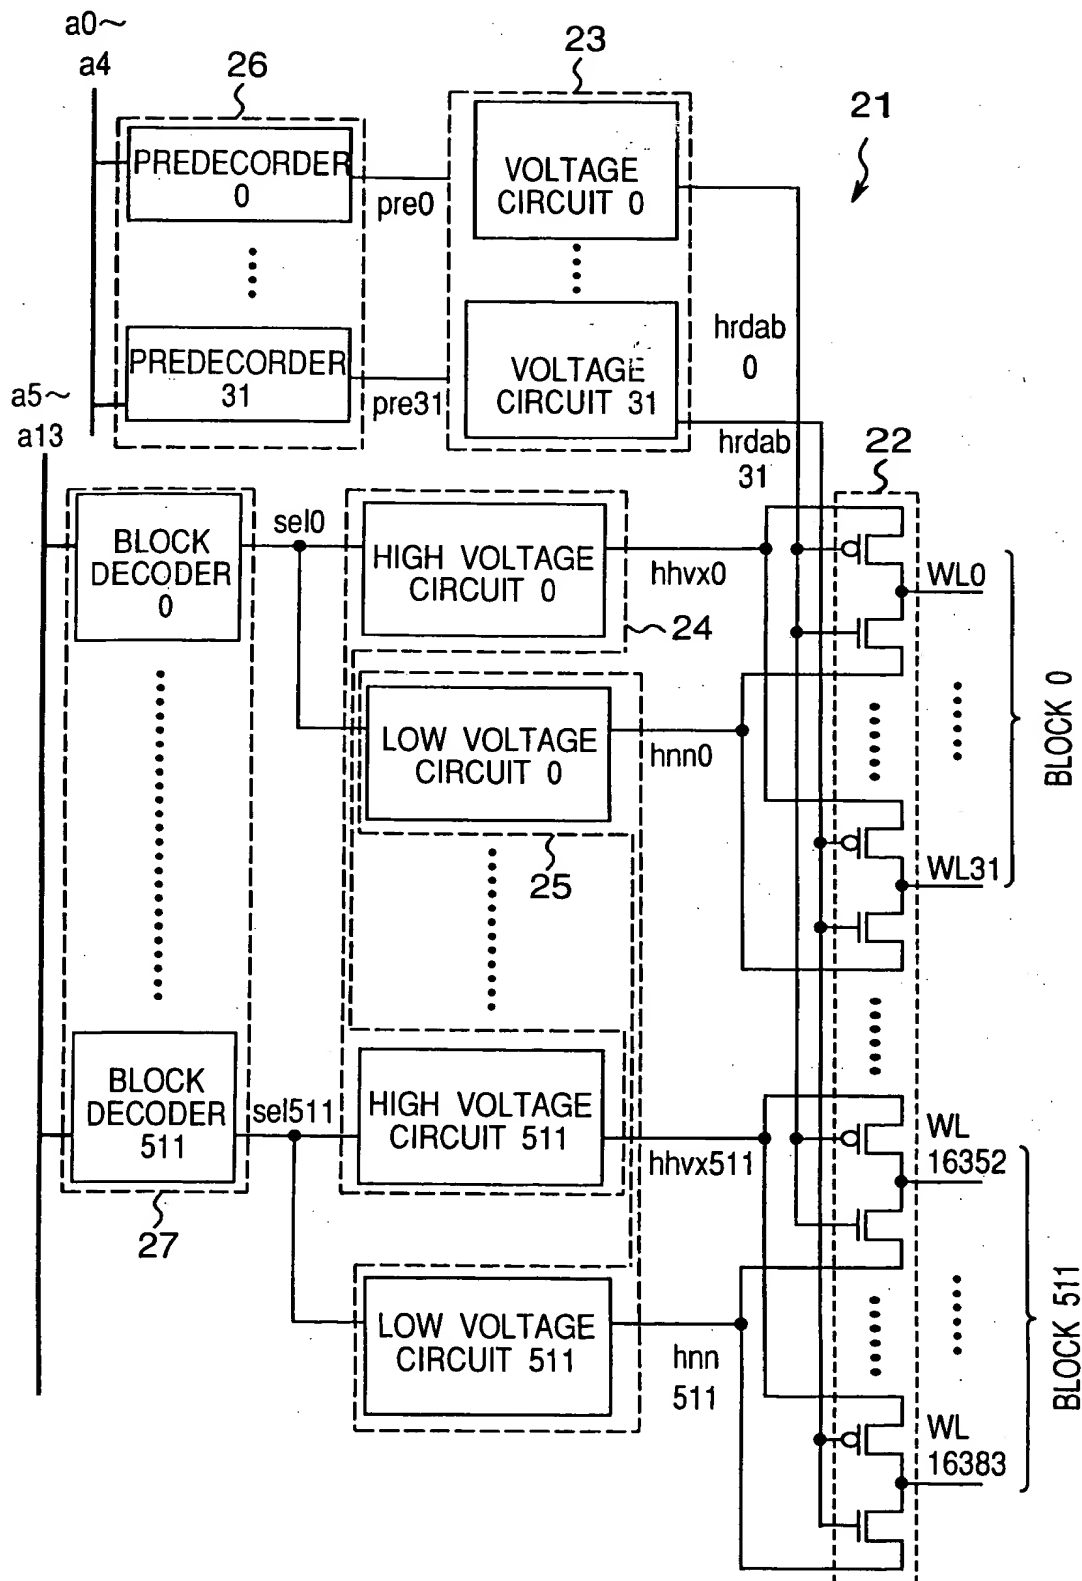 a0~
a4
26
23
21
PREDECORDER
0
pre0
VOLTAGE
CIRCUIT 0
PREDECORDER
31
pre31
VOLTAGE
CIRCUIT 31
hrdab
0
hrdab
31
a5~
a13
22
BLOCK
DECODER
0
sel0
HIGH VOLTAGE
CIRCUIT 0
hhvx0
24
WL0
LOW VOLTAGE
CIRCUIT 0
hnn0
25
BLOCK 0
WL31
BLOCK
DECODER
511
sel511
HIGH VOLTAGE
CIRCUIT 511
hhvx511
27
WL
16352
LOW VOLTAGE
CIRCUIT 511
hnn
511
BLOCK 511
WL
16383